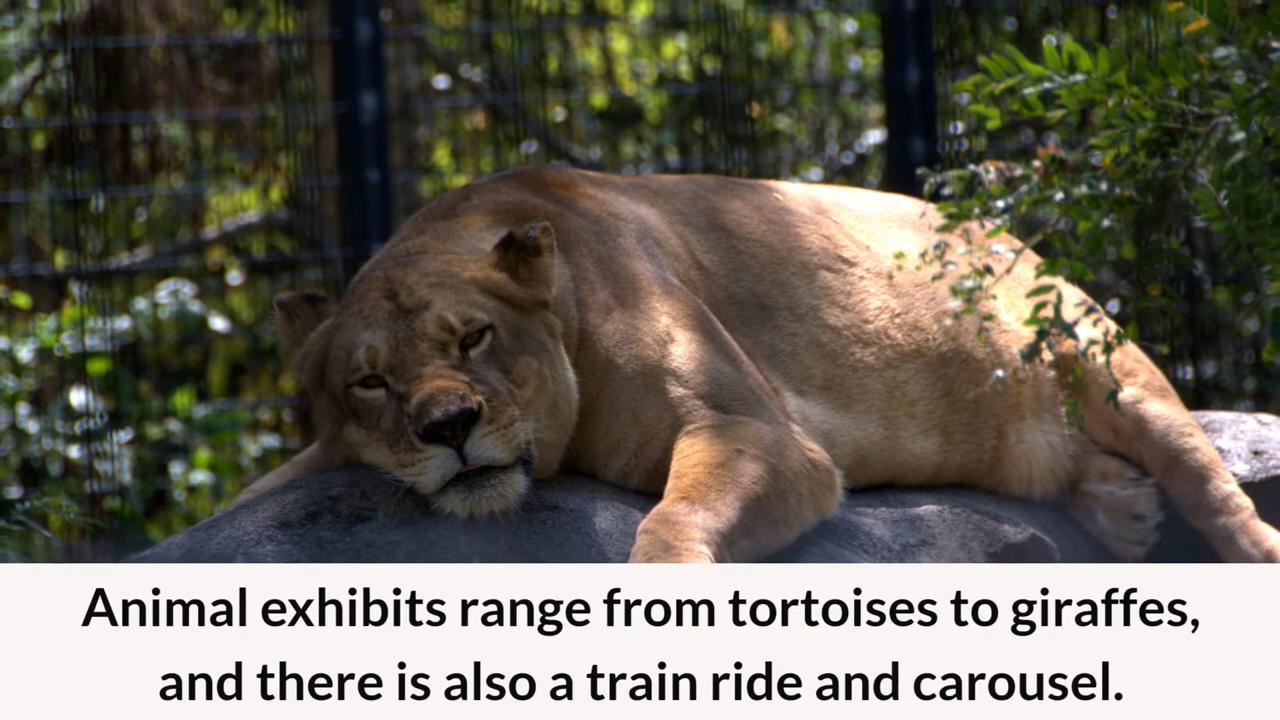 Animal exhibits range from tortoises to giraffes,
and there is also a train ride and carousel.